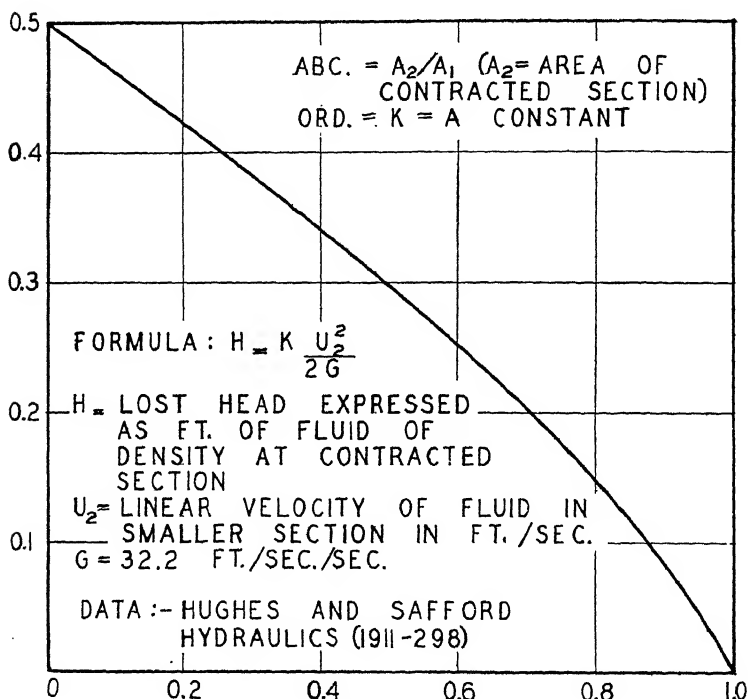 0.5
ABC. = A₂/A₁ (A₂= AREA OF
CONTRACTED SECTION)
ORD. = K = A CONSTANT
0.4
0.3
FORMULA: H = K U₂²
2G
H = LOST HEAD EXPRESSED
0.2
AS FT. OF FLUID OF
DENSITY AT CONTRACTED
SECTION
U₂= LINEAR VELOCITY OF FLUID IN
SMALLER SECTION IN FT./SEC.
0.1
G = 32.2 FT./SEC./SEC.
DATA:- HUGHES AND SAFFORD
HYDRAULICS (1911-298)
0 0.2 0.4 0.6 0.8 1.0